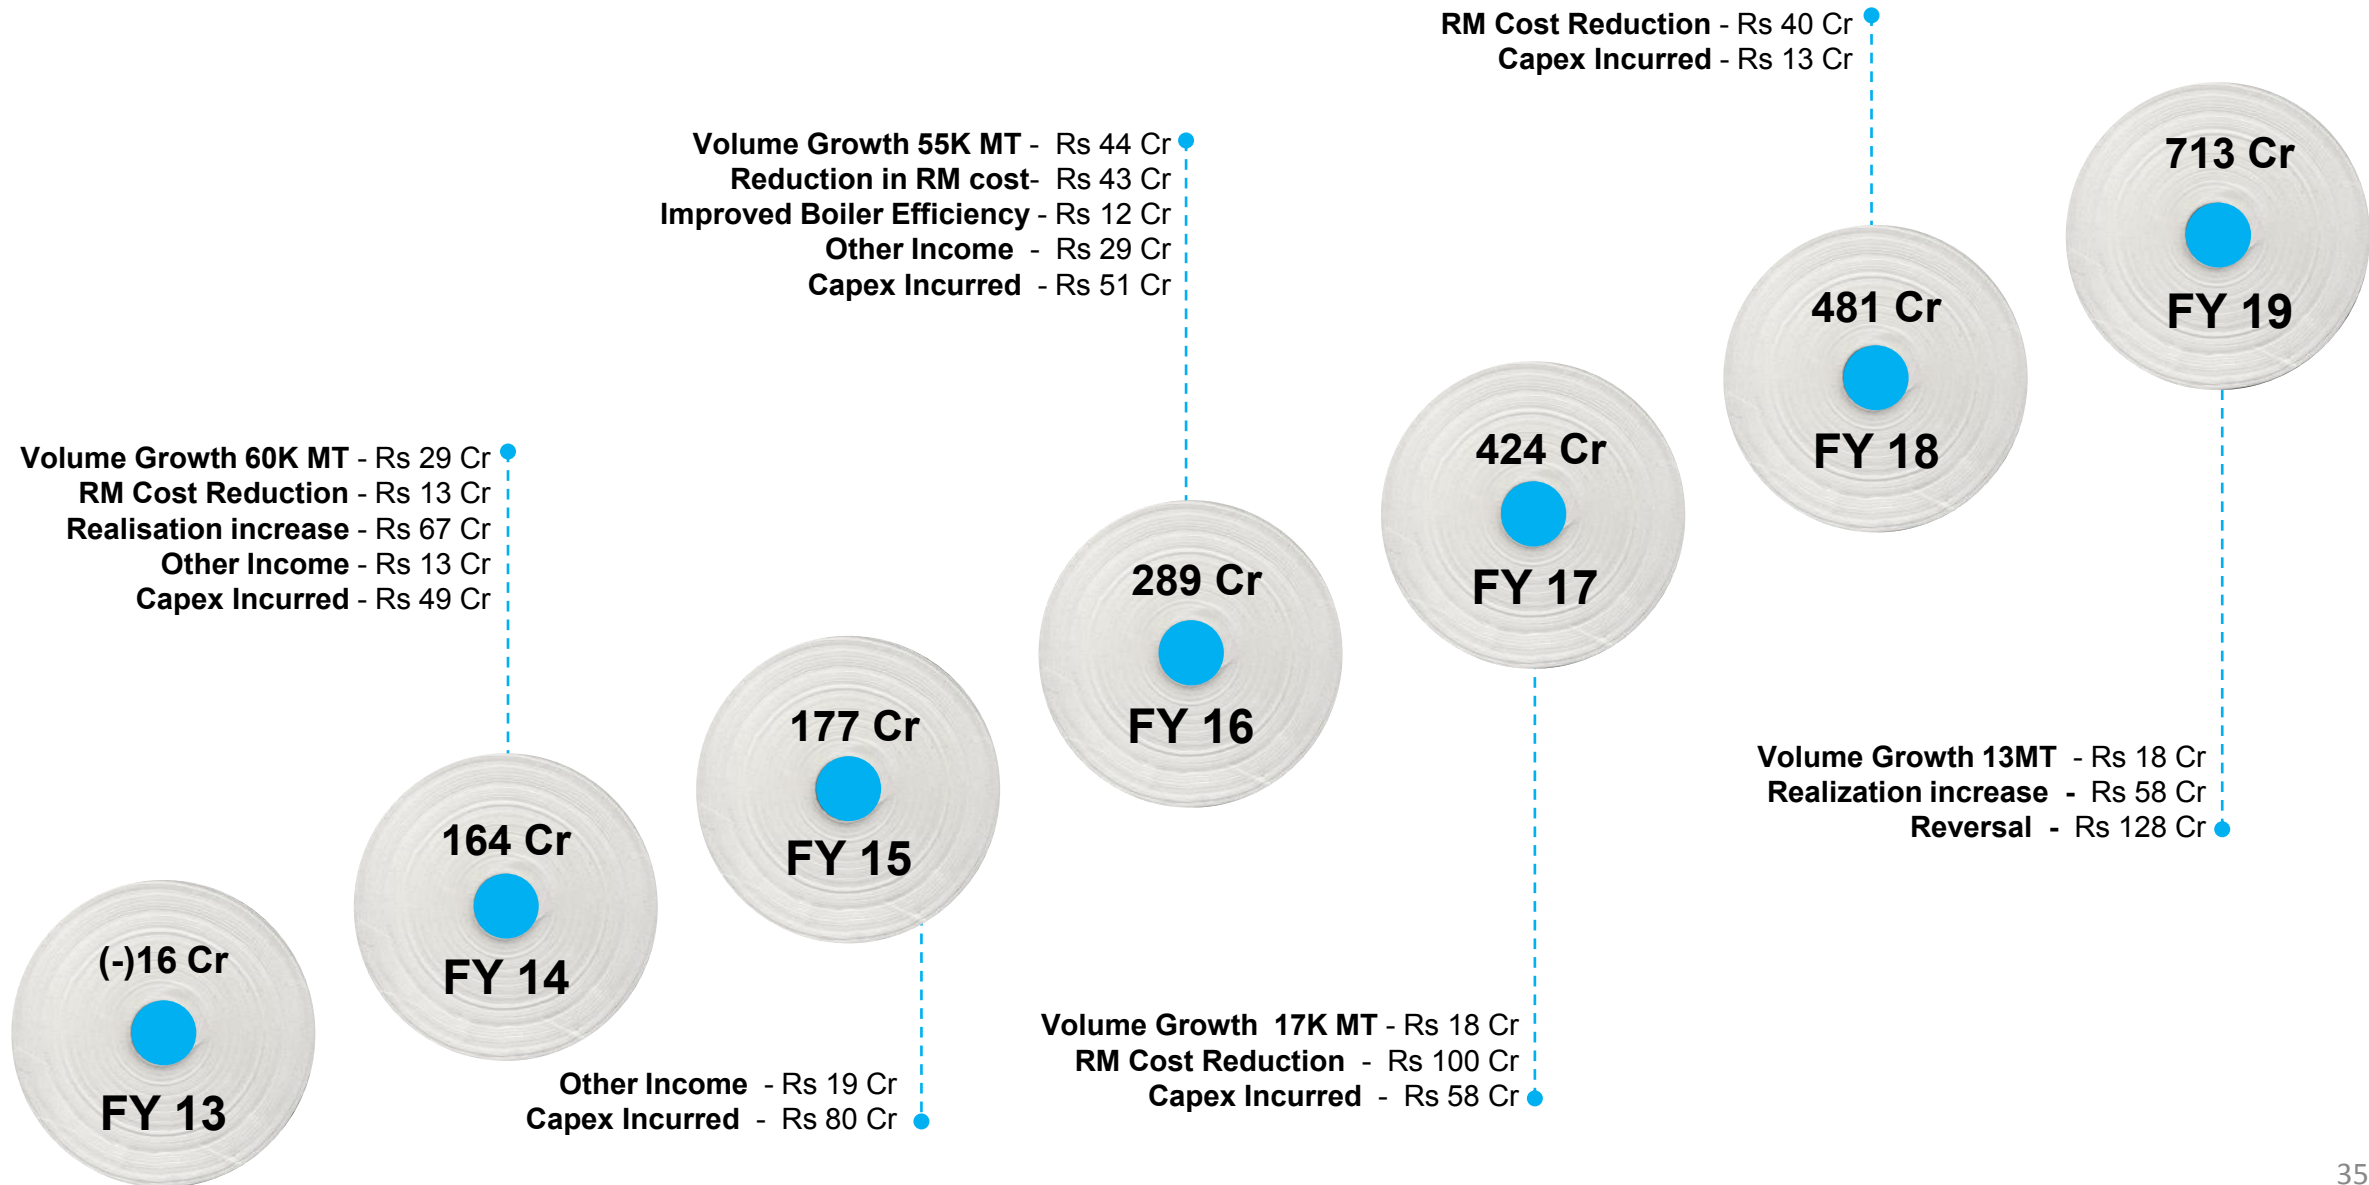 RM Cost Reduction - Rs 40 Cr
Capex Incurred - Rs 13 Cr
713 Cr
FY 19
Volume Growth 55K MT - Rs 44 Cr
Reduction in RM cost- Rs 43 Cr
Improved Boiler Efficiency - Rs 12 Cr
Other Income - Rs 29 Cr
Capex Incurred - Rs 51 Cr
481 Cr
FY 18
424 Cr
FY 17
Volume Growth 60K MT - Rs 29 Cr
RM Cost Reduction - Rs 13 Cr
Realisation increase - Rs 67 Cr
Other Income - Rs 13 Cr
Capex Incurred - Rs 49 Cr
289 Cr
FY 16
177 Cr
FY 15
Volume Growth 13MT - Rs 18 Cr
Realization increase - Rs 58 Cr
Reversal - Rs 128 Cr
164 Cr
FY 14
(-)16 Cr
FY 13
Other Income - Rs 19 Cr
Capex Incurred - Rs 80 Cr
Volume Growth 17K MT - Rs 18 Cr
RM Cost Reduction - Rs 100 Cr
Capex Incurred - Rs 58 Cr
35